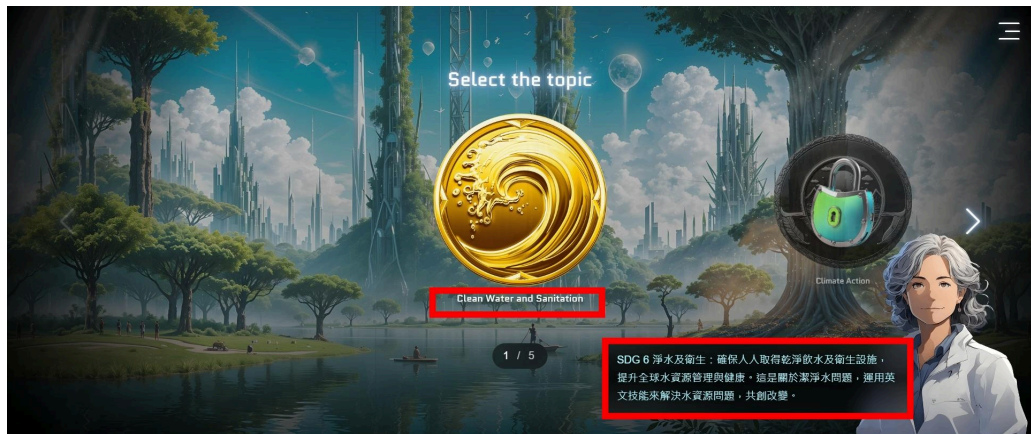 Select the topic
Clean Water and Sanitation
Climate Action
1 / 5
SDG 6 淨水及衛生：確保人人取得乾淨飲水及衛生設施，
提升全球水資源管理與健康。這是關於潔淨水問題，運用英
文技能來解決水資源問題，共創改變。